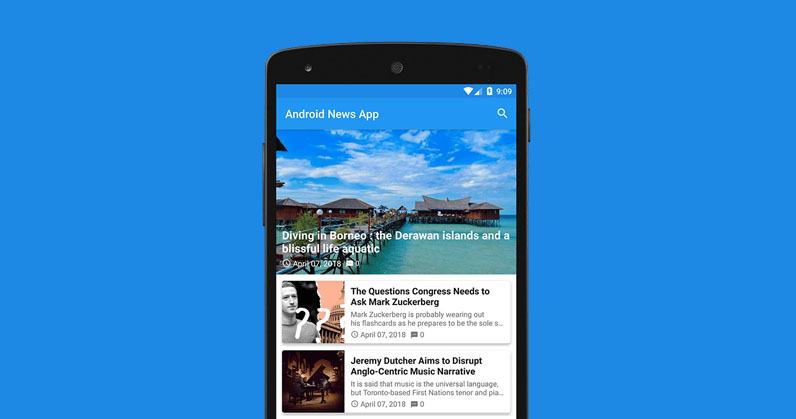 9:09
Android News App
Diving in Borneo : the Derawan islands and a
blissful life aquatic
April 07, 2018 0
The Questions Congress Needs to
Ask Mark Zuckerberg
Mark Zuckerberg is probably wearing out
his flashcards as he prepares to be the sole s...
April 07, 2018 0
Jeremy Dutcher Aims to Disrupt
Anglo-Centric Music Narrative
It is said that music is the universal language,
but Toronto-based First Nations tenor and pia...
April 07, 2018 0